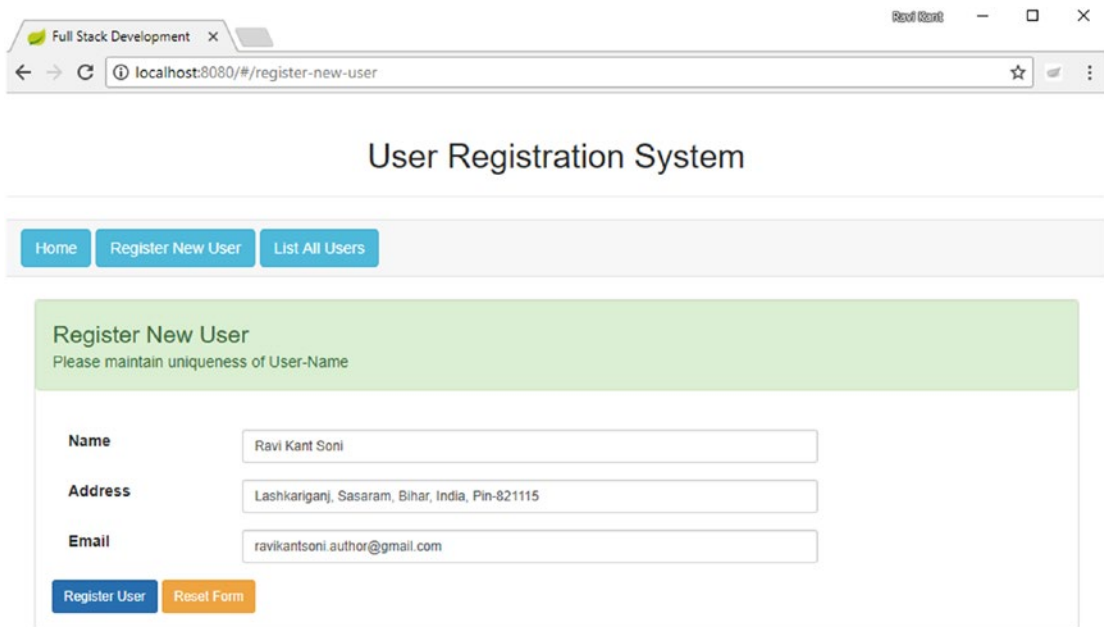 Ravi Kant
Full Stack Development
localhost:8080/#/register-new-user
User Registration System
Home
Register New User
List All Users
Register New User
Please maintain uniqueness of User-Name
Name
Ravi Kant Soni
Address
Lashkariganj, Sasaram, Bihar, India, Pin-821115
Email
ravikantsoni.author@gmail.com
Register User
Reset Form